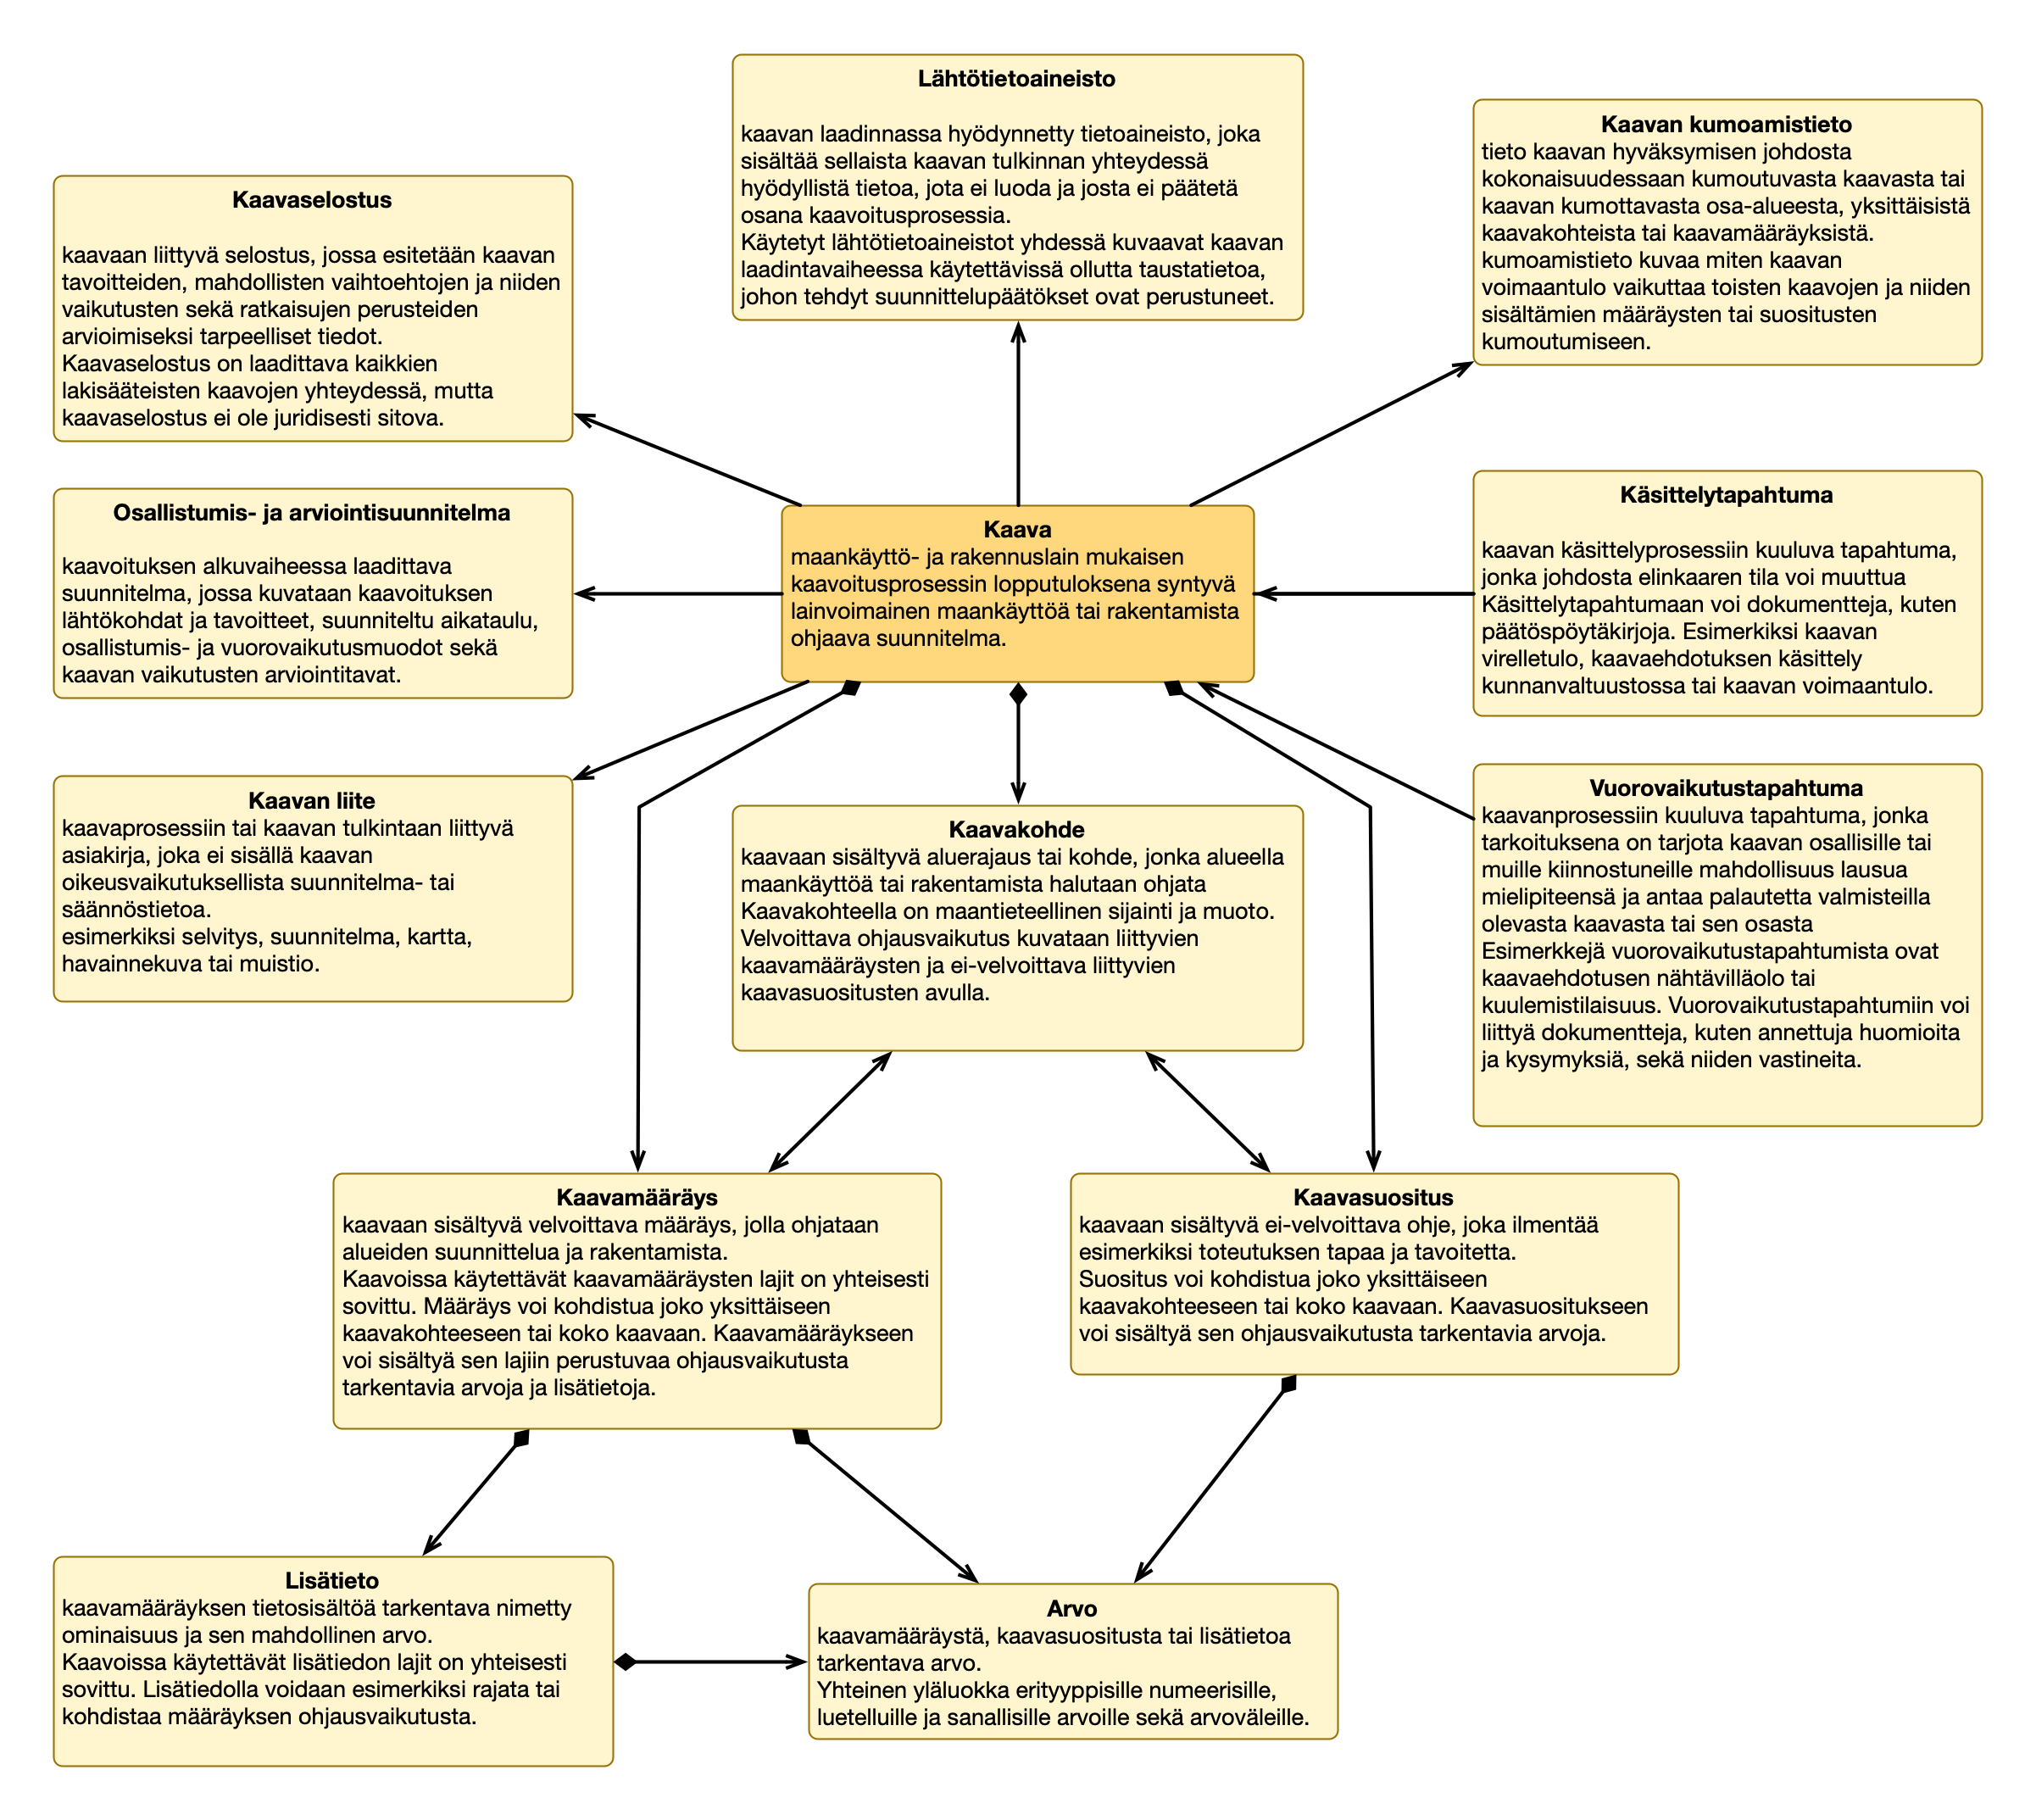 Lähtötietoaineisto
kaavan laadinnassa hyödynnetty tietoaineisto, joka
sisältää sellaista kaavan tulkinnan yhteydessä
hyödyllistä tietoa, jota ei luoda ja josta ei päätetä
osana kaavoitusprosessia.
Käytetyt lähtötietoaineistot yhdessä kuvaavat kaavan
laadintavaiheessa käytettävissä ollutta taustatietoa,
johon tehdyt suunnittelupäätökset ovat perustuneet.
Kaavan kumoamistieto
tieto kaavan hyväksymisen johdosta
kokonaisuudessaan kumoutuvasta kaavasta tai
kaavan kumottavasta osa-alueesta, yksittäisistä
kaavakohteista tai kaavamääräyksistä.
kumoamistieto kuvaa miten kaavan
voimaantulo vaikuttaa toisten kaavojen ja niiden
sisältämien määräysten tai suositusten
kumoutumiseen.
Kaavaselostus
kaavaan liittyvä selostus, jossa esitetään kaavan
tavoitteiden, mahdollisten vaihtoehtojen ja niiden
vaikutusten sekä ratkaisujen perusteiden
arvioimiseksi tarpeelliset tiedot.
Kaavaselostus on laadittava kaikkien
lakisääteisten kaavojen yhteydessä, mutta
kaavaselostus ei ole juridisesti sitova.
Osallistumis- ja arviointisuunnitelma
kaavoituksen alkuvaiheessa laadittava
suunnitelma, jossa kuvataan kaavoituksen
lähtökohdat ja tavoitteet, suunniteltu aikataulu,
osallistumis- ja vuorovaikutusmuodot sekä
kaavan vaikutusten arviointitavat.
Kaava
maankäyttö- ja rakennuslain mukaisen
kaavoitusprosessin lopputuloksena syntyvä
lainvoimainen maankäyttöä tai rakentamista
ohjaava suunnitelma.
Käsittelytapahtuma
kaavan käsittelyprosessiin kuuluva tapahtuma,
jonka johdosta elinkaaren tila voi muuttua
Käsittelytapahtumaan voi dokumentteja, kuten
päätöspöytäkirjoja. Esimerkiksi kaavan
virelletulo, kaavaehdotuksen käsittely
kunnanvaltuustossa tai kaavan voimaantulo.
Kaavan liite
kaavaprosessiin tai kaavan tulkintaan liittyvä
asiakirja, joka ei sisällä kaavan
oikeusvaikutuksellista suunnitelma- tai
säännöstietoa.
esimerkiksi selvitys, suunnitelma, kartta,
havainnekuva tai muistio.
Kaavakohde
kaavaan sisältyvä aluerajaus tai kohde, jonka alueella
maankäyttöä tai rakentamista halutaan ohjata
Kaavakohteella on maantieteellinen sijainti ja muoto.
Velvoittava ohjausvaikutus kuvataan liittyvien
kaavamääräysten ja ei-velvoittava liittyvien
kaavasuositusten avulla.
Vuorovaikutustapahtuma
kaavanprosessiin kuuluva tapahtuma, jonka
tarkoituksena on tarjota kaavan osallisille tai
muille kiinnostuneille mahdollisuus lausua
mielipiteensä ja antaa palautetta valmisteilla
olevasta kaavasta tai sen osasta
Esimerkkejä vuorovaikutustapahtumista ovat
kaavaehdotusen nähtävilläolo tai
kuulemistilaisuus. Vuorovaikutustapahtumiin voi
liittyä dokumentteja, kuten annettuja huomioita
ja kysymyksiä, sekä niiden vastineita.
Kaavamääräys
kaavaan sisältyvä velvoittava määräys, jolla ohjataan
alueiden suunnittelua ja rakentamista.
Kaavoissa käytettävät kaavamääräysten lajit on yhteisesti
sovittu. Määräys voi kohdistua joko yksittäiseen
kaavakohteeseen tai koko kaavaan. Kaavamääräykseen
voi sisältyä sen lajiin perustuvaa ohjausvaikutusta
tarkentavia arvoja ja lisätietoja.
Kaavasuositus
kaavaan sisältyvä ei-velvoittava ohje, joka ilmentää
esimerkiksi toteutuksen tapaa ja tavoitetta.
Suositus voi kohdistua joko yksittäiseen
kaavakohteeseen tai koko kaavaan. Kaavasuositukseen
voi sisältyä sen ohjausvaikutusta tarkentavia arvoja.
Lisätieto
kaavamääräyksen tietosisältöä tarkentava nimetty
ominaisuus ja sen mahdollinen arvo.
Kaavoissa käytettävät lisätiedon lajit on yhteisesti
sovittu. Lisätiedolla voidaan esimerkiksi rajata tai
kohdistaa määräyksen ohjausvaikutusta.
Arvo
kaavamääräystä, kaavasuositusta tai lisätietoa
tarkentava arvo.
Yhteinen yläluokka erityyppisille numeerisille,
luetelluille ja sanallisille arvoille sekä arvoväleille.